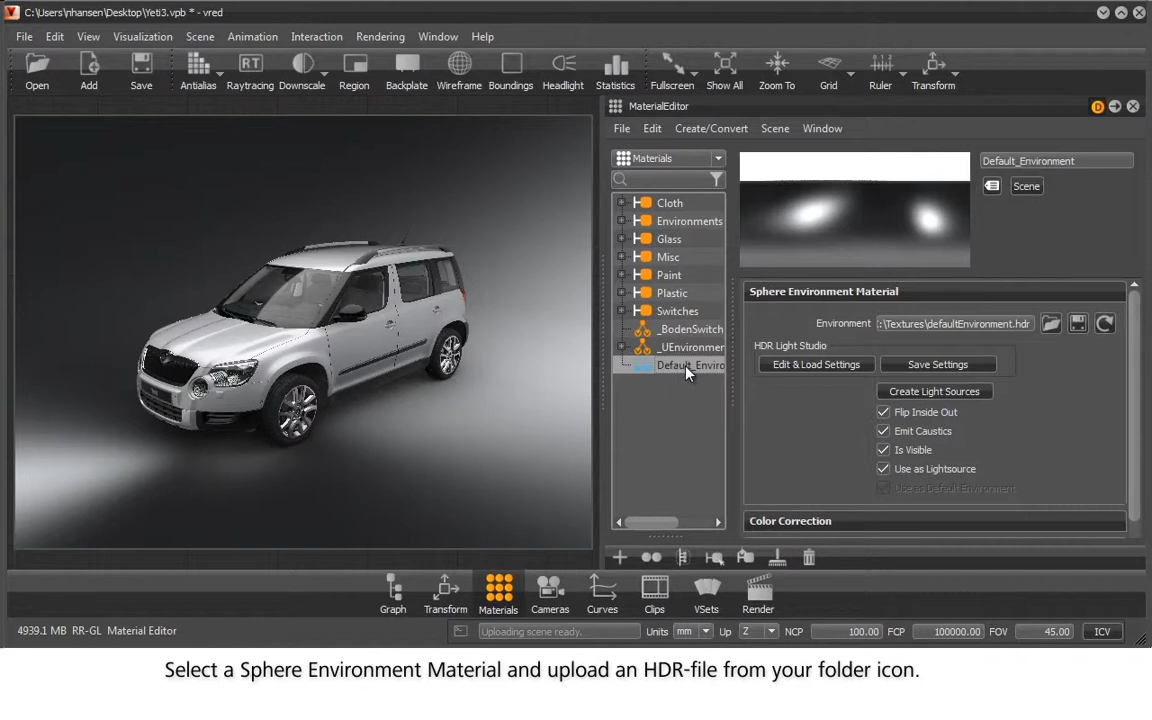 C:\Users\nhansen\Desktop\Yeti3.vpb * - vred
File Edit View Visualization Scene Animation Interaction Rendering Window Help
Open Add Save Antialias Raytracing Downscale Region Backplate Wireframe Boundings Headlight Statistics Fullscreen Show All Zoom To Grid Ruler Transform
RT
MaterialEditor
D
File Edit Create/Convert Scene Window
Materials
Default_Environment
Scene
Cloth
Environments
Glass
Misc
Paint
Plastic
Switches
_BodenSwitch
_UEnvironmer
Default_Enviro
Sphere Environment Material
Environment :\Textures\defaultEnvironment.hdr
HDR Light Studio
Edit & Load Settings Save Settings
Create Light Sources
Flip Inside Out
Emit Caustics
Is Visible
Use as Lightsource
Use as Default Environment
Color Correction
Graph Transform Materials Cameras Curves Clips VSets Render
4939.1 MB RR-GL Material Editor Uploading scene ready. Units mm Up Z NCP 100.00 FCP 100000.00 FOV 45.00 ICV
Select a Sphere Environment Material and upload an HDR-file from your folder icon.